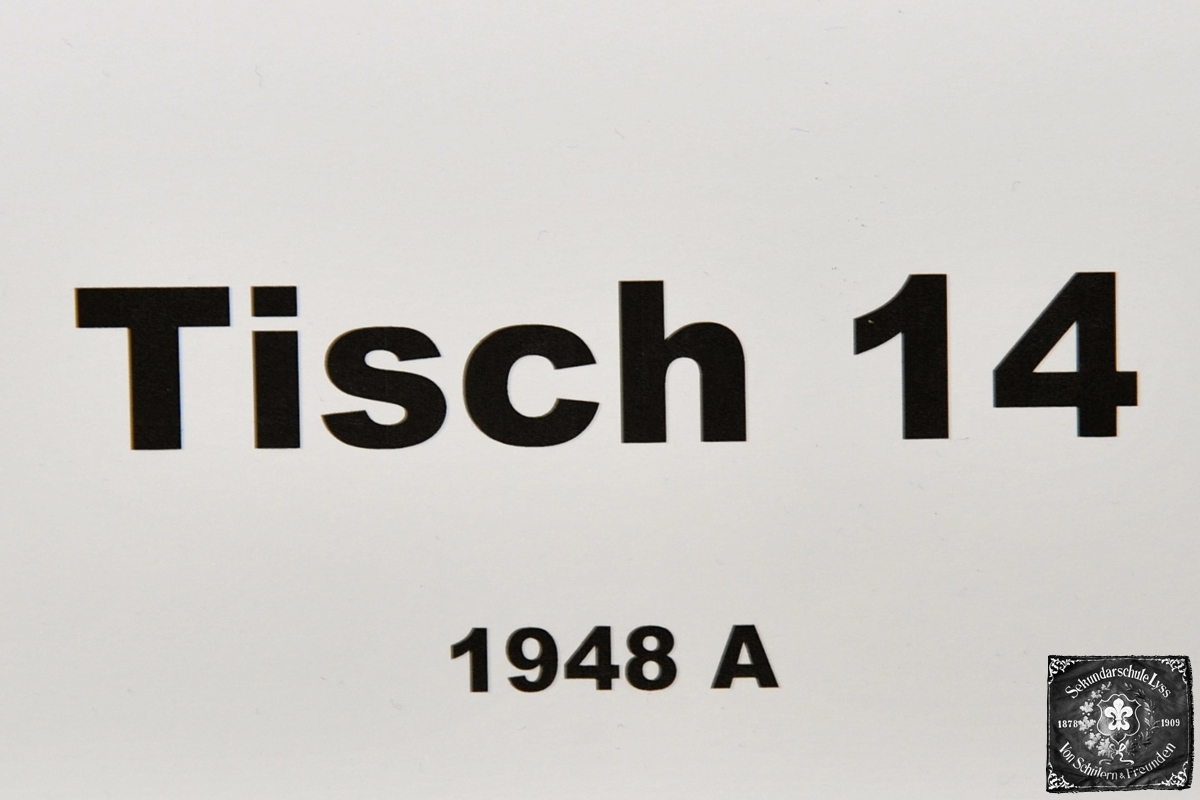 Tisch 14
1948 A
Sekundarschule Lyss
1878 1909
Von Schülern & Freunden